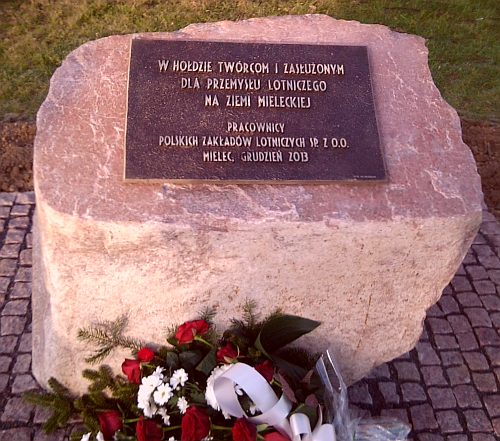 W HOŁDZIE TWÓRCOM I ZASŁUŻONYM
DLA PRZEMYSŁU LOTNICZEGO
NA ZIEMI MIELECKIEJ
PRACOWNICY
POLSKICH ZAKŁADÓW LOTNICZYCH SP. Z O.O.
MIELEC, GRUDZIEŃ 2013